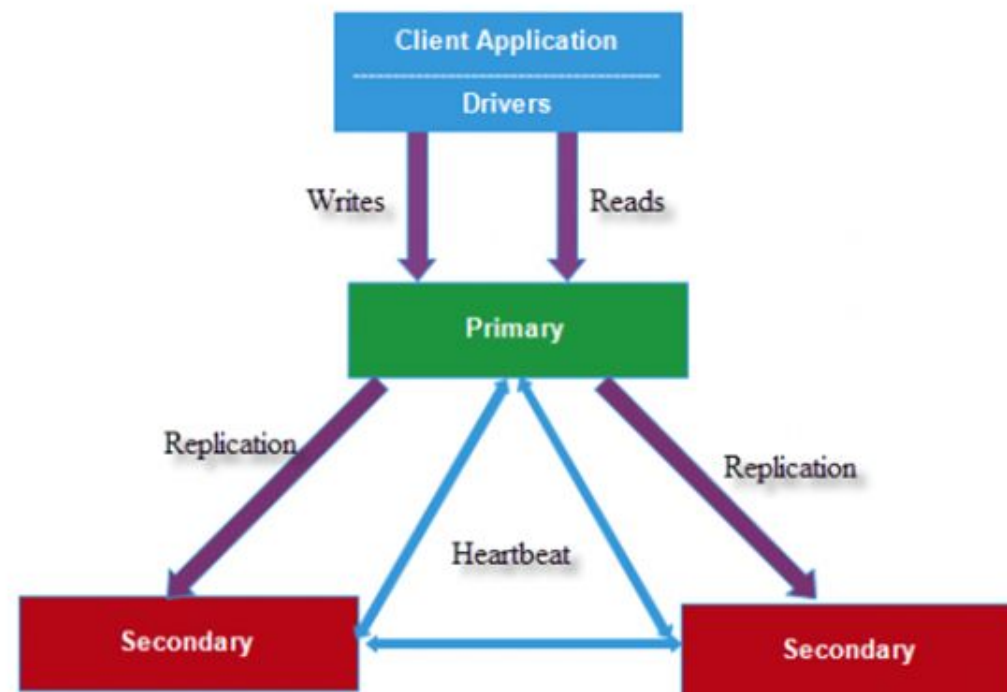 Client Application
Drivers
Writes
Reads
Primary
Replication
Replication
Heartbeat
Secondary
Secondary